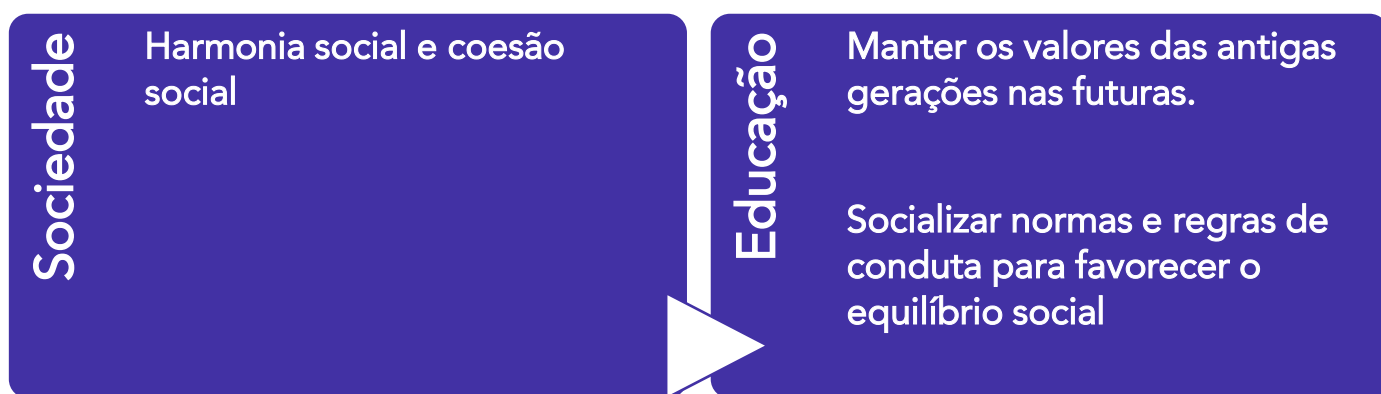 Sociedade
Harmonia social e coesão
social
Educação
Manter os valores das antigas
gerações nas futuras.
Socializar normas e regras de
conduta para favorecer o
equilíbrio social